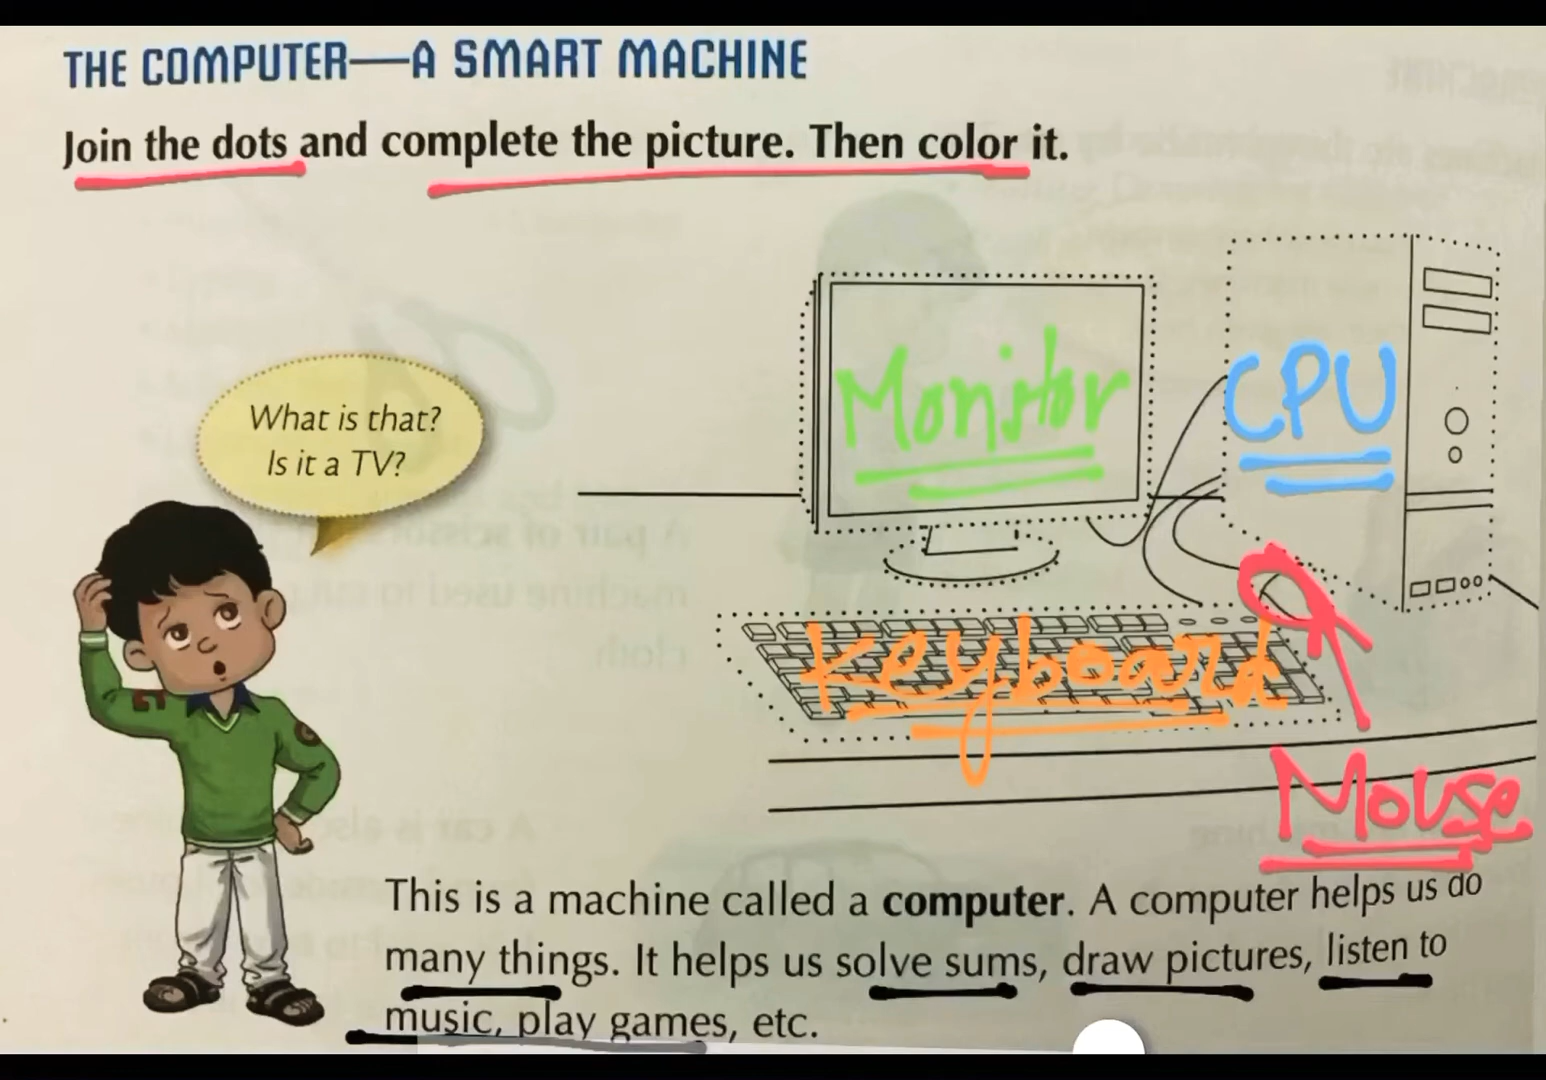 THE COMPUTER—A SMART MACHINE
Join the dots and complete the picture. Then color it.
What is that?
Is it a TV?
Monitor
CPU
Keyboard
Mouse
This is a machine called a computer. A computer helps us do
many things. It helps us solve sums, draw pictures, listen to
music, play games, etc.